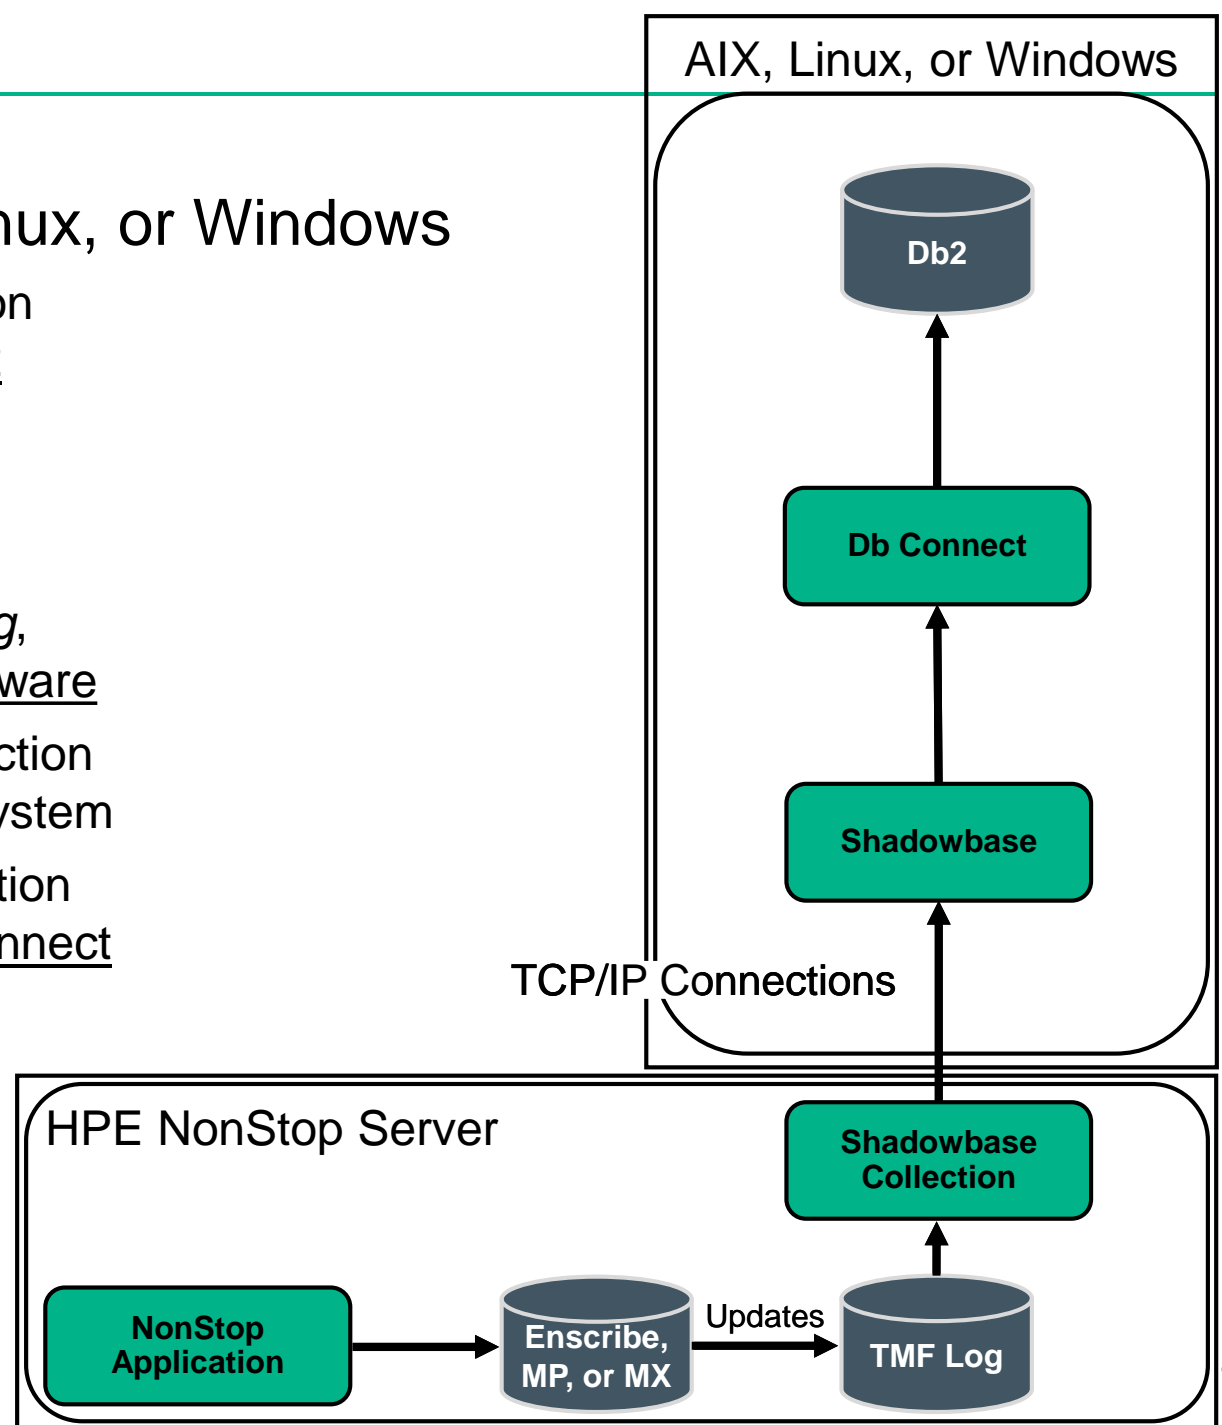 AIX, Linux, or Windows
nux, or Windows
on
Db2
Db Connect
g,
ware
ction
ystem
Shadowbase
tion
nnect
TCP/IP Connections
HPE NonStop Server
Shadowbase
Collection
NonStop
Application
Enscribe,
MP, or MX
Updates
TMF Log